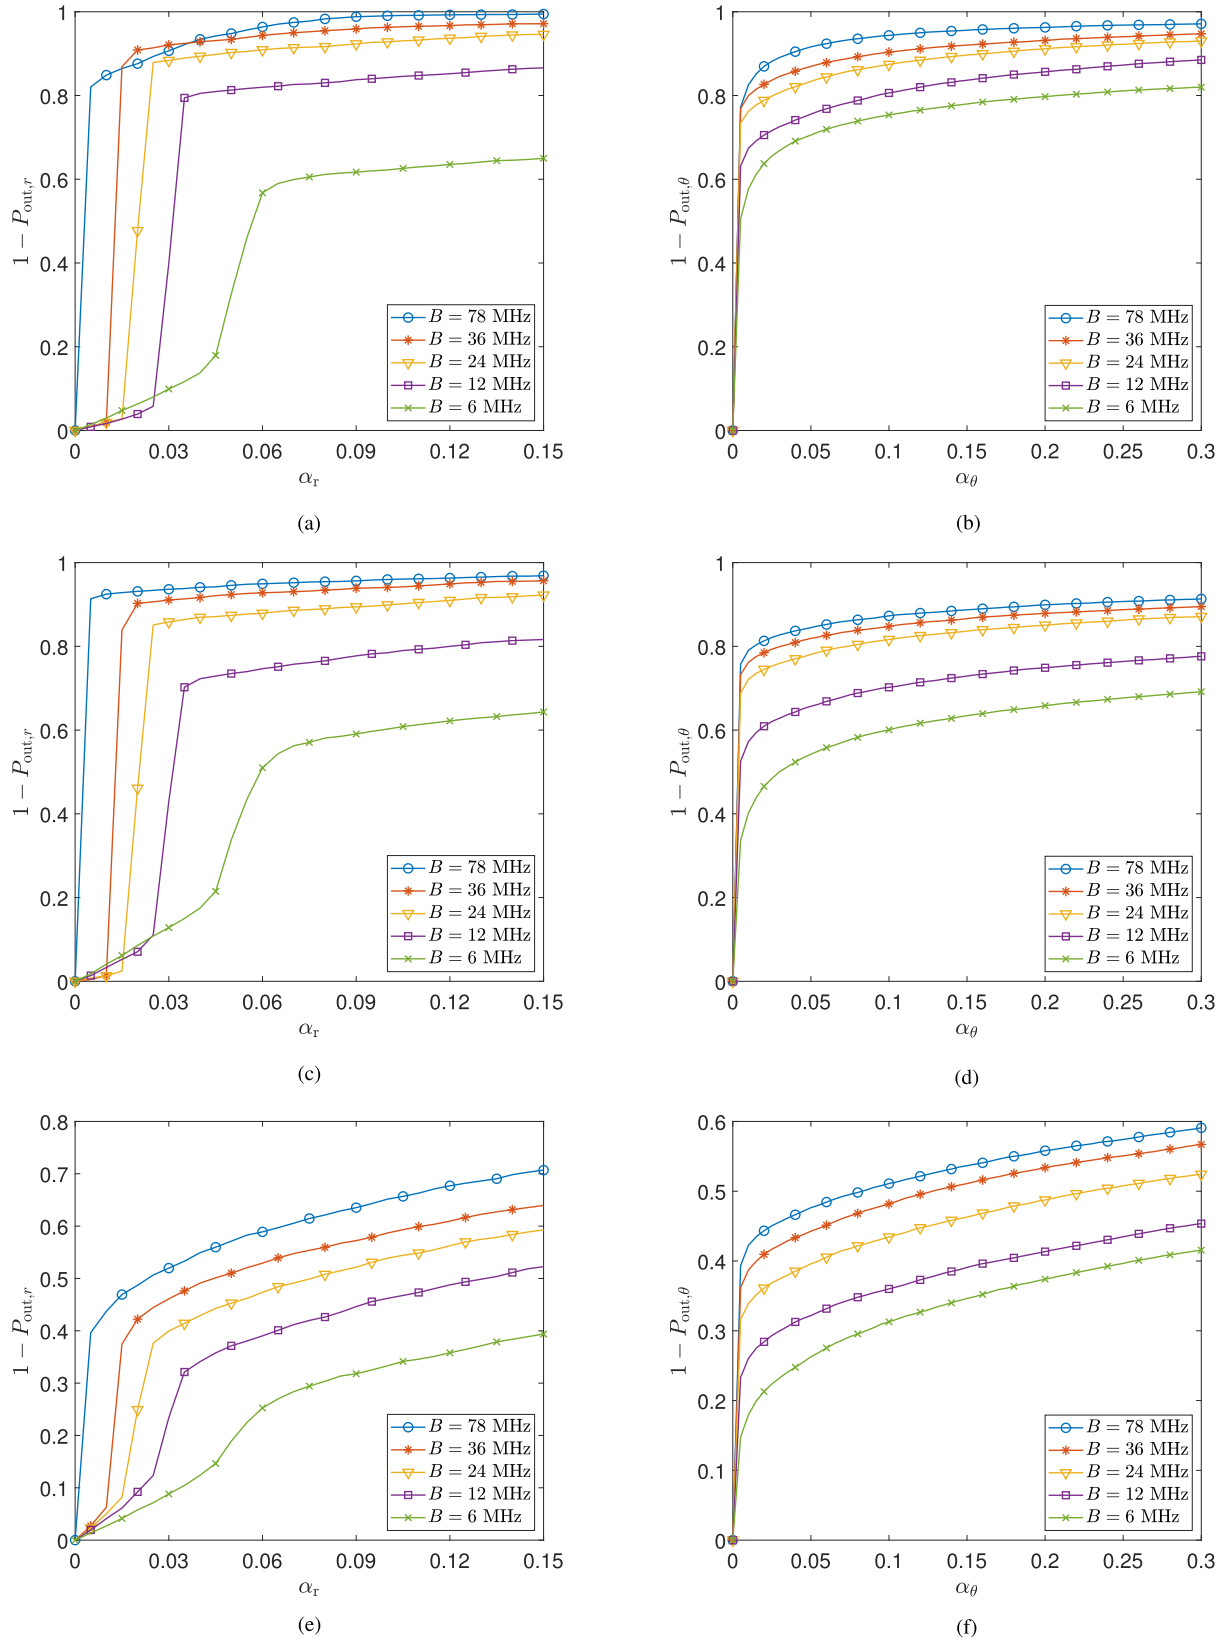 1
0.8
0.6
0.4
0.2
0
1 − P_out,r
0 0.03 0.06 0.09 0.12 0.15
α_r
B = 78 MHz
B = 36 MHz
B = 24 MHz
B = 12 MHz
B = 6 MHz
(a)
1
0.8
0.6
0.4
0.2
0
1 − P_out,θ
0 0.05 0.1 0.15 0.2 0.25 0.3
α_θ
B = 78 MHz
B = 36 MHz
B = 24 MHz
B = 12 MHz
B = 6 MHz
(b)
1
0.8
0.6
0.4
0.2
0
1 − P_out,r
0 0.03 0.06 0.09 0.12 0.15
α_r
B = 78 MHz
B = 36 MHz
B = 24 MHz
B = 12 MHz
B = 6 MHz
(c)
1
0.8
0.6
0.4
0.2
0
1 − P_out,θ
0 0.05 0.1 0.15 0.2 0.25 0.3
α_θ
B = 78 MHz
B = 36 MHz
B = 24 MHz
B = 12 MHz
B = 6 MHz
(d)
0.8
0.7
0.6
0.5
0.4
0.3
0.2
0.1
0
1 − P_out,r
0 0.03 0.06 0.09 0.12 0.15
α_r
B = 78 MHz
B = 36 MHz
B = 24 MHz
B = 12 MHz
B = 6 MHz
(e)
0.6
0.5
0.4
0.3
0.2
0.1
0
1 − P_out,θ
0 0.05 0.1 0.15 0.2 0.25 0.3
α_θ
B = 78 MHz
B = 36 MHz
B = 24 MHz
B = 12 MHz
B = 6 MHz
(f)